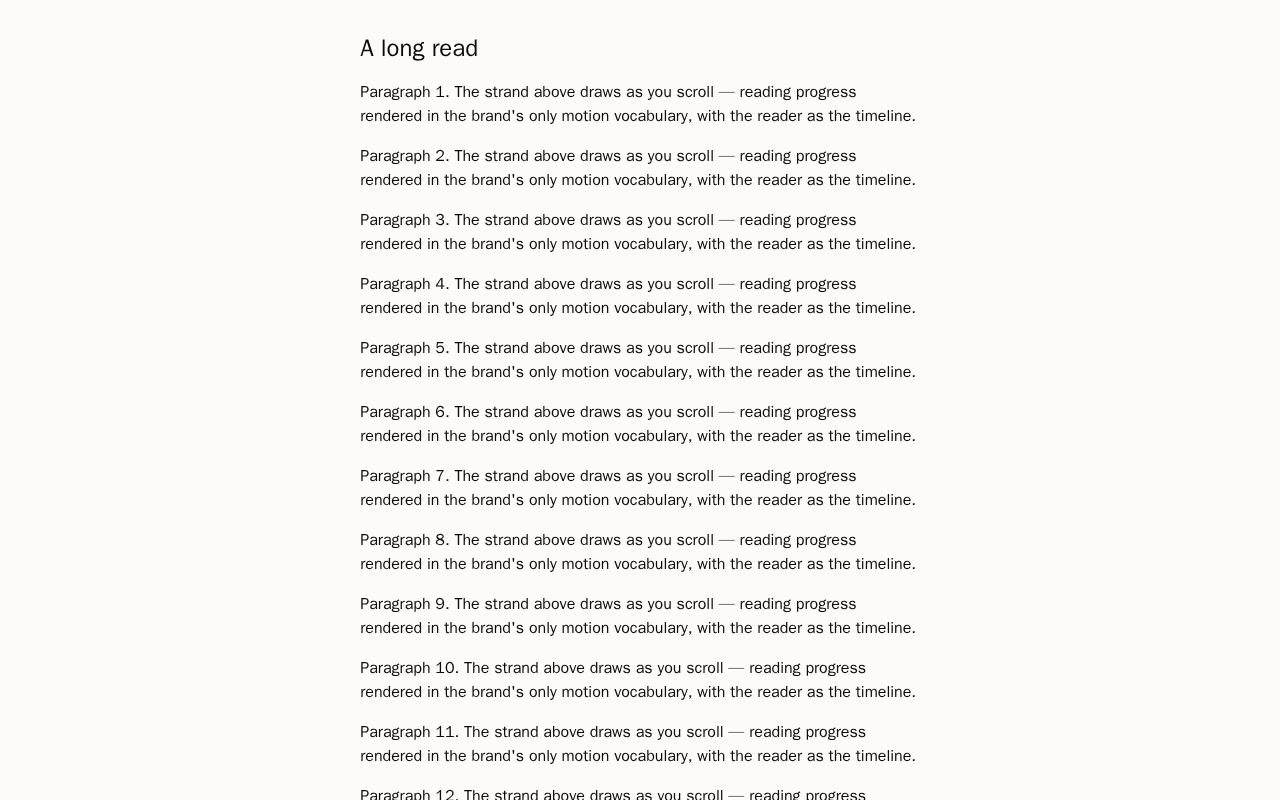 A long read
Paragraph 1. The strand above draws as you scroll — reading progress
rendered in the brand's only motion vocabulary, with the reader as the timeline.
Paragraph 2. The strand above draws as you scroll — reading progress
rendered in the brand's only motion vocabulary, with the reader as the timeline.
Paragraph 3. The strand above draws as you scroll — reading progress
rendered in the brand's only motion vocabulary, with the reader as the timeline.
Paragraph 4. The strand above draws as you scroll — reading progress
rendered in the brand's only motion vocabulary, with the reader as the timeline.
Paragraph 5. The strand above draws as you scroll — reading progress
rendered in the brand's only motion vocabulary, with the reader as the timeline.
Paragraph 6. The strand above draws as you scroll — reading progress
rendered in the brand's only motion vocabulary, with the reader as the timeline.
Paragraph 7. The strand above draws as you scroll — reading progress
rendered in the brand's only motion vocabulary, with the reader as the timeline.
Paragraph 8. The strand above draws as you scroll — reading progress
rendered in the brand's only motion vocabulary, with the reader as the timeline.
Paragraph 9. The strand above draws as you scroll — reading progress
rendered in the brand's only motion vocabulary, with the reader as the timeline.
Paragraph 10. The strand above draws as you scroll — reading progress
rendered in the brand's only motion vocabulary, with the reader as the timeline.
Paragraph 11. The strand above draws as you scroll — reading progress
rendered in the brand's only motion vocabulary, with the reader as the timeline.
Paragraph 12. The strand above draws as you scroll — reading progress